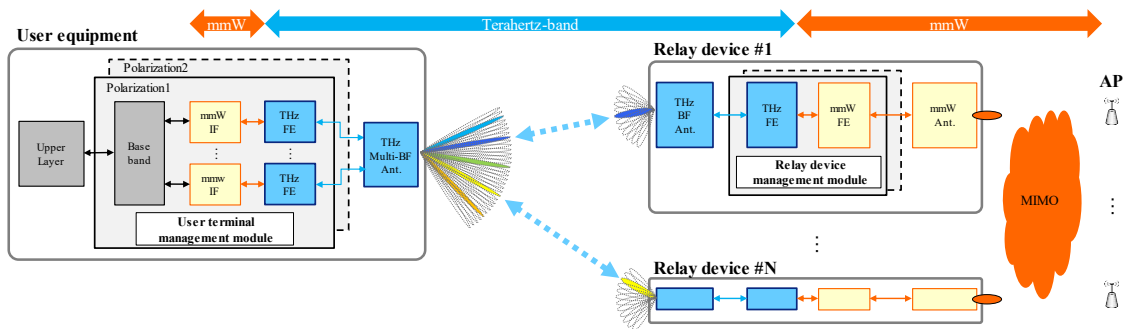 mmW
Terahertz-band
mmW
User equipment
Polarization2
Polarization1
Upper
Layer
Base
band
mmW
IF
THz
FE
⋯
⋯
mmw
IF
THz
FE
THz
Multi-BF
Ant.
User terminal
management module
Relay device #1
THz
BF
Ant.
THz
FE
mmW
FE
mmW
Ant.
Relay device
management module
⋯
Relay device #N
AP
MIMO
⋯